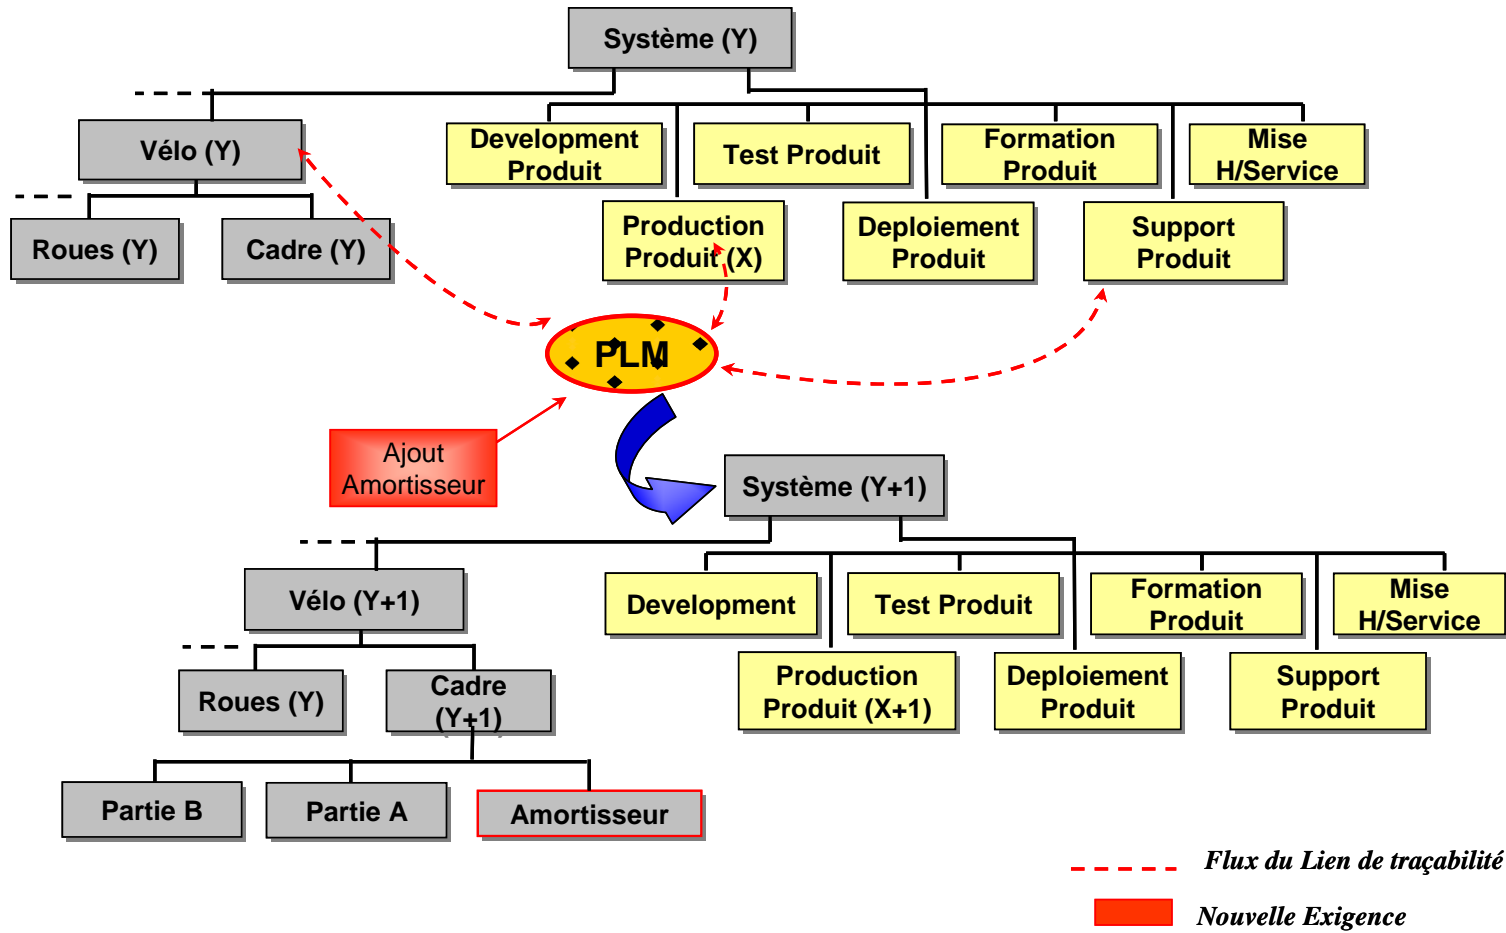 Système (Y)
Vélo (Y)
Development
Produit
Test Produit
Formation
Produit
Mise
H/Service
Roues (Y)
Cadre (Y)
Production
Produit (X)
Deploiement
Produit
Support
Produit
PLM
Ajout
Amortisseur
Système (Y+1)
Vélo (Y+1)
Development
Test Produit
Formation
Produit
Mise
H/Service
Roues (Y)
Cadre
(Y+1)
Production
Produit (X+1)
Deploiement
Produit
Support
Produit
Partie B
Partie A
Amortisseur
Flux du Lien de traçabilité
Nouvelle Exigence